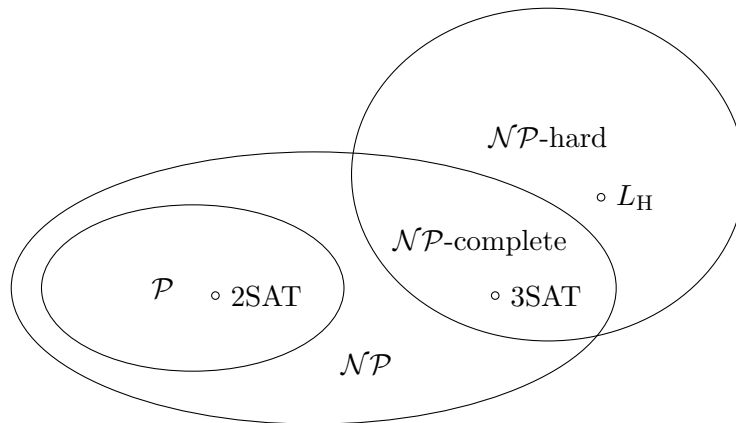 𝒩𝒫-hard
L_H
𝒩𝒫-complete
𝒫
2SAT
3SAT
𝒩𝒫